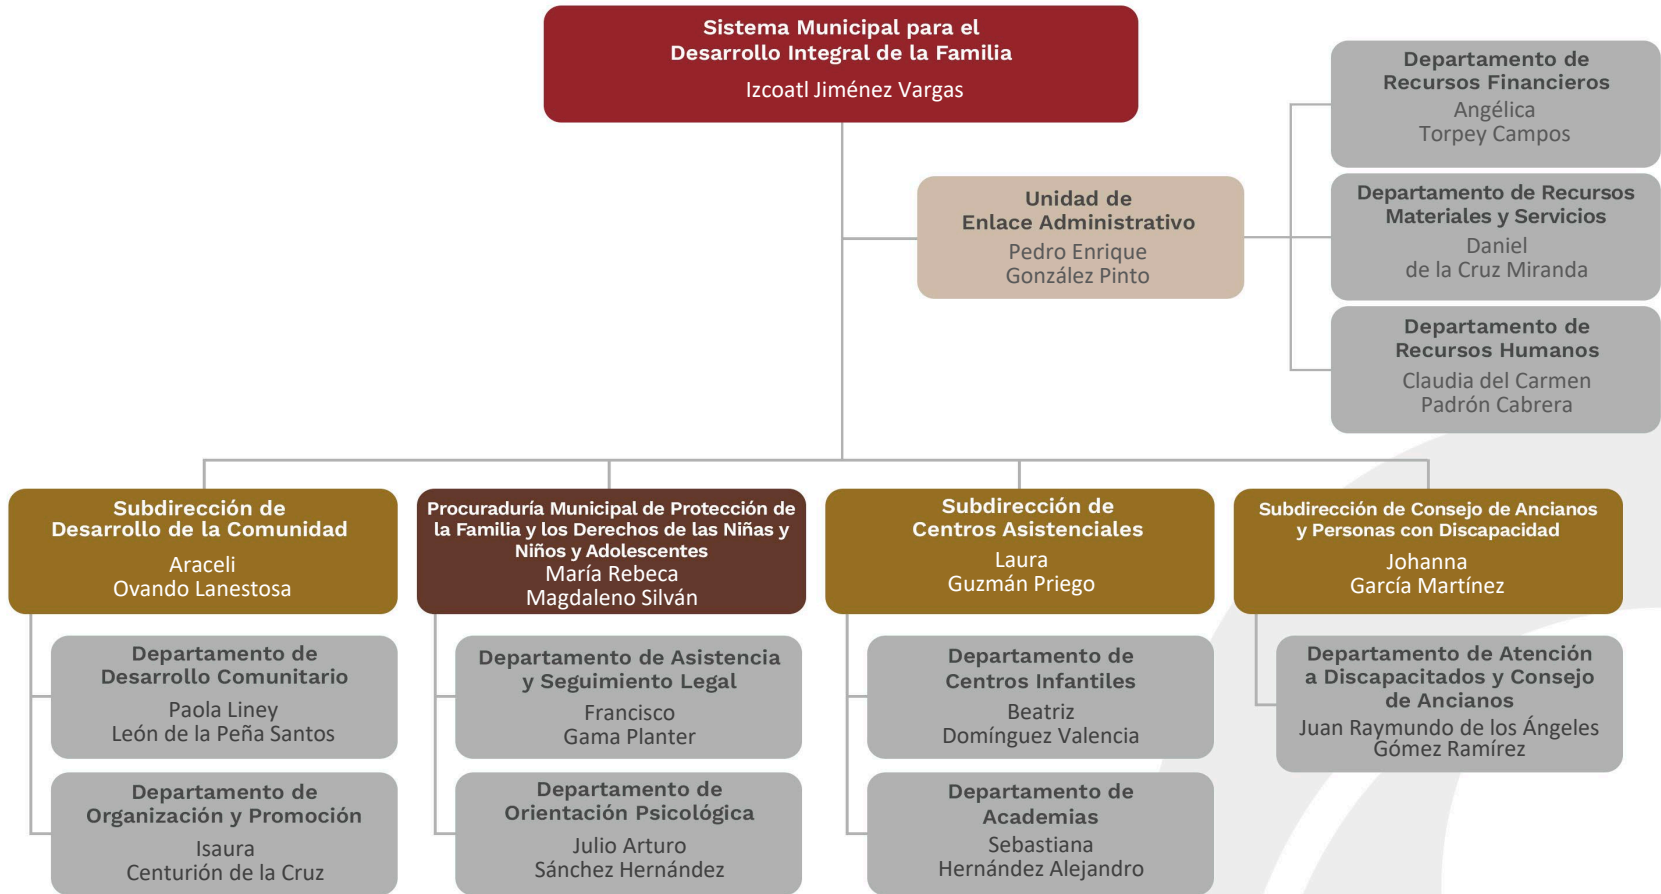 Sistema Municipal para el
Desarrollo Integral de la Familia
Izcoatl Jiménez Vargas
Departamento de
Recursos Financieros
Angélica
Torpey Campos
Unidad de
Enlace Administrativo
Pedro Enrique
González Pinto
Departamento de Recursos
Materiales y Servicios
Daniel
de la Cruz Miranda
Departamento de
Recursos Humanos
Claudia del Carmen
Padrón Cabrera
Subdirección de
Desarrollo de la Comunidad
Araceli
Ovando Lanestosa
Procuraduría Municipal de Protección de
la Familia y los Derechos de las Niñas y
Niños y Adolescentes
María Rebeca
Magdaleno Silván
Subdirección de
Centros Asistenciales
Laura
Guzmán Priego
Subdirección de Consejo de Ancianos
y Personas con Discapacidad
Johanna
García Martínez
Departamento de
Desarrollo Comunitario
Paola Liney
León de la Peña Santos
Departamento de Asistencia
y Seguimiento Legal
Francisco
Gama Planter
Departamento de
Centros Infantiles
Beatriz
Domínguez Valencia
Departamento de Atención
a Discapacitados y Consejo
de Ancianos
Juan Raymundo de los Ángeles
Gómez Ramírez
Departamento de
Organización y Promoción
Isaura
Centurión de la Cruz
Departamento de
Orientación Psicológica
Julio Arturo
Sánchez Hernández
Departamento de
Academias
Sebastiana
Hernández Alejandro